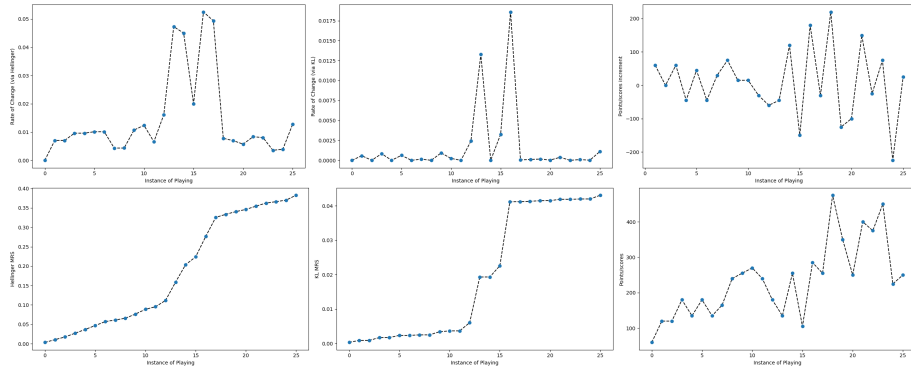 Rate of Change (via Hellinger)
0.05
0.04
0.03
0.02
0.01
0.00
0 5 10 15 20 25
Instance of Playing
Rate of Change (via KL)
0.0175
0.0150
0.0125
0.0100
0.0075
0.0050
0.0025
0.0000
0 5 10 15 20 25
Instance of Playing
Points/scores increment
200
100
0
−100
−200
0 5 10 15 20 25
Instance of Playing
Hellinger MRS
0.40
0.35
0.30
0.25
0.20
0.15
0.10
0.05
0.00
0 5 10 15 20 25
Instance of Playing
KL MRS
0.04
0.03
0.02
0.01
0.00
0 5 10 15 20 25
Instance of Playing
Points/scores
400
300
200
100
0 5 10 15 20 25
Instance of Playing